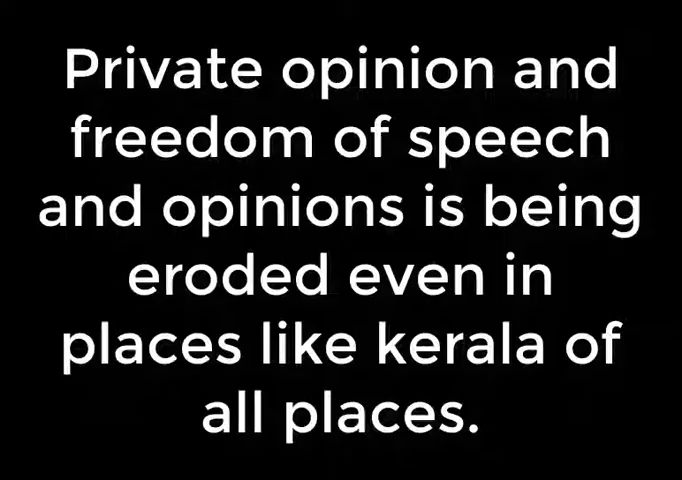 Private opinion and
freedom of speech
and opinions is being
eroded even in
places like kerala of
all places.